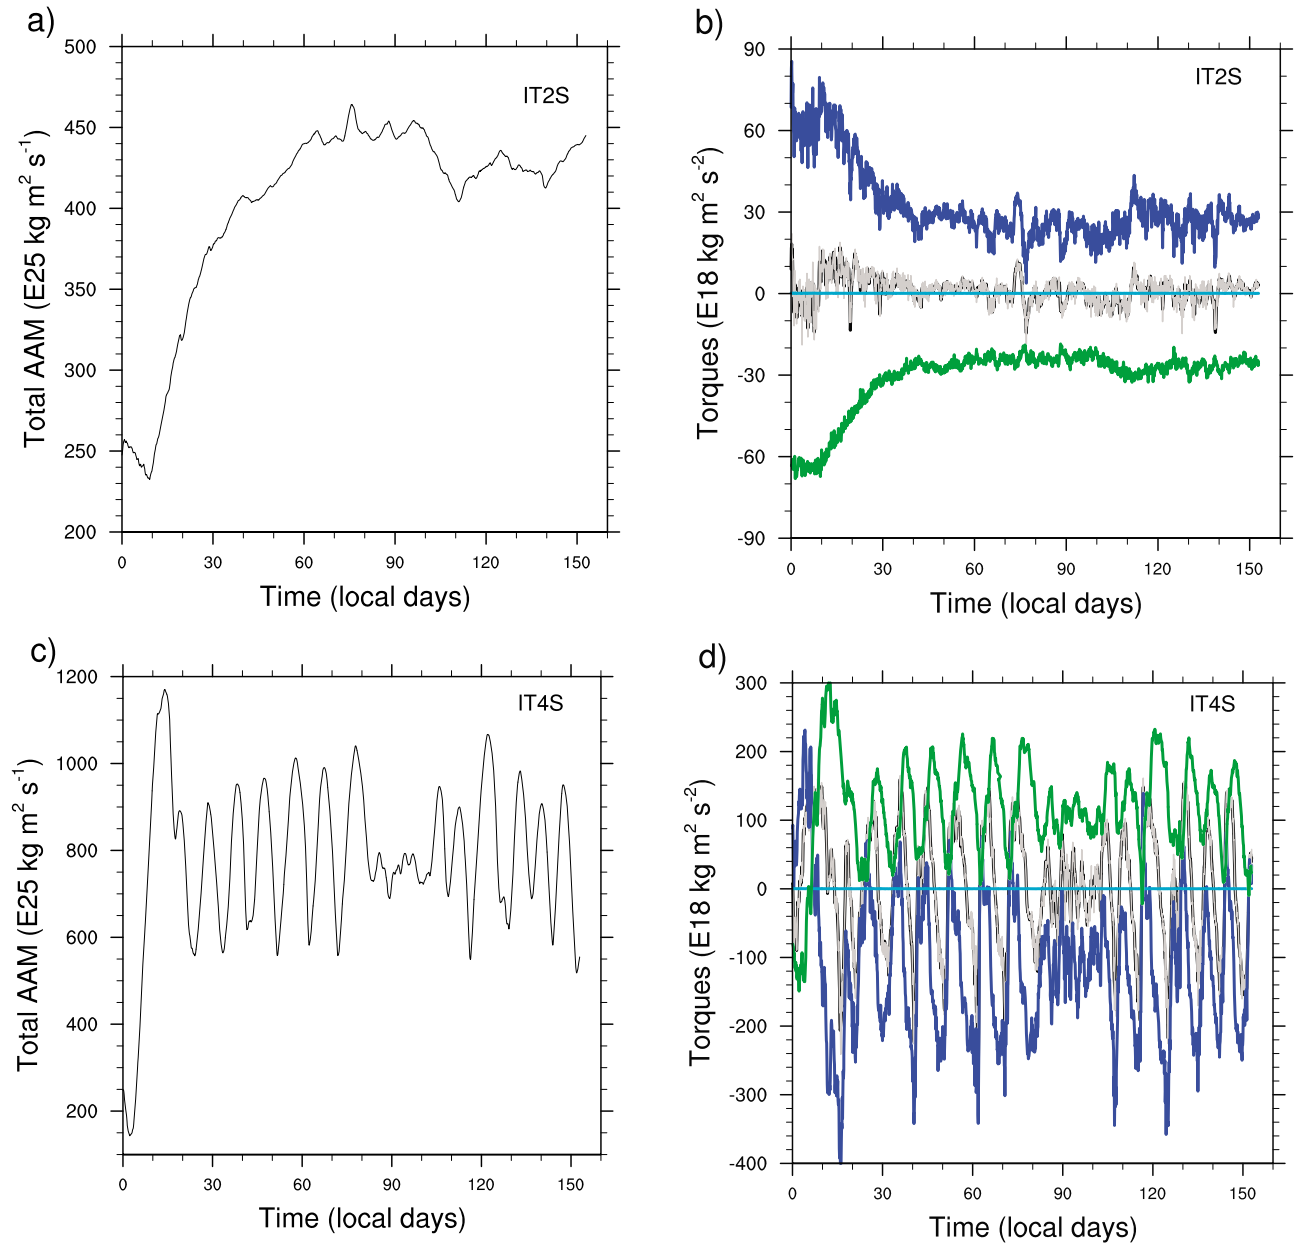 a)
500
450
400
350
300
250
200
Total AAM (E25 kg m² s⁻¹)
IT2S
0 30 60 90 120 150
Time (local days)
b)
90
60
30
0
-30
-60
-90
Torques (E18 kg m² s⁻²)
IT2S
0 30 60 90 120 150
Time (local days)
c)
1200
1000
800
600
400
200
Total AAM (E25 kg m² s⁻¹)
IT4S
0 30 60 90 120 150
Time (local days)
d)
300
200
100
0
-100
-200
-300
-400
Torques (E18 kg m² s⁻²)
IT4S
0 30 60 90 120 150
Time (local days)